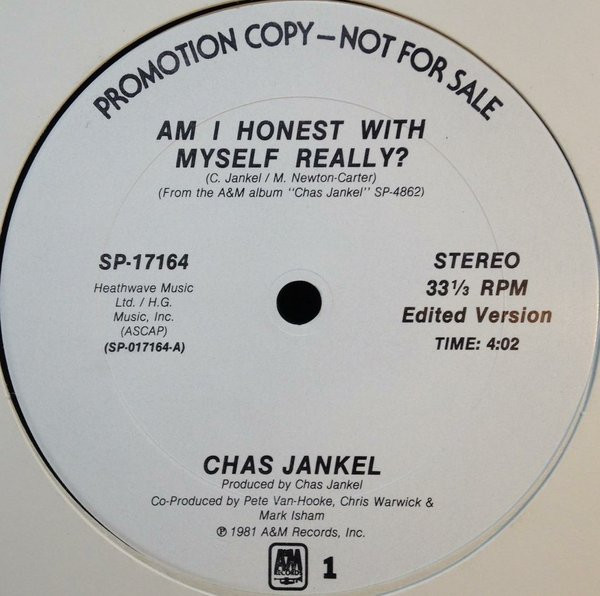 PROMOTION COPY—NOT FOR SALE
AM I HONEST WITH
MYSELF REALLY?
(C. Jankel / M. Newton-Carter)
(From the A&M album "Chas Jankel" SP-4862)
SP-17164
Heathwave Music
Ltd. / H.G.
Music, Inc.
(ASCAP)
(SP-017164-A)
STEREO
33⅓ RPM
Edited Version
TIME: 4:02
CHAS JANKEL
Produced by Chas Jankel
Co-Produced by Pete Van-Hooke, Chris Warwick &
Mark Isham
℗ 1981 A&M Records, Inc.
A&M
RECORDS
1